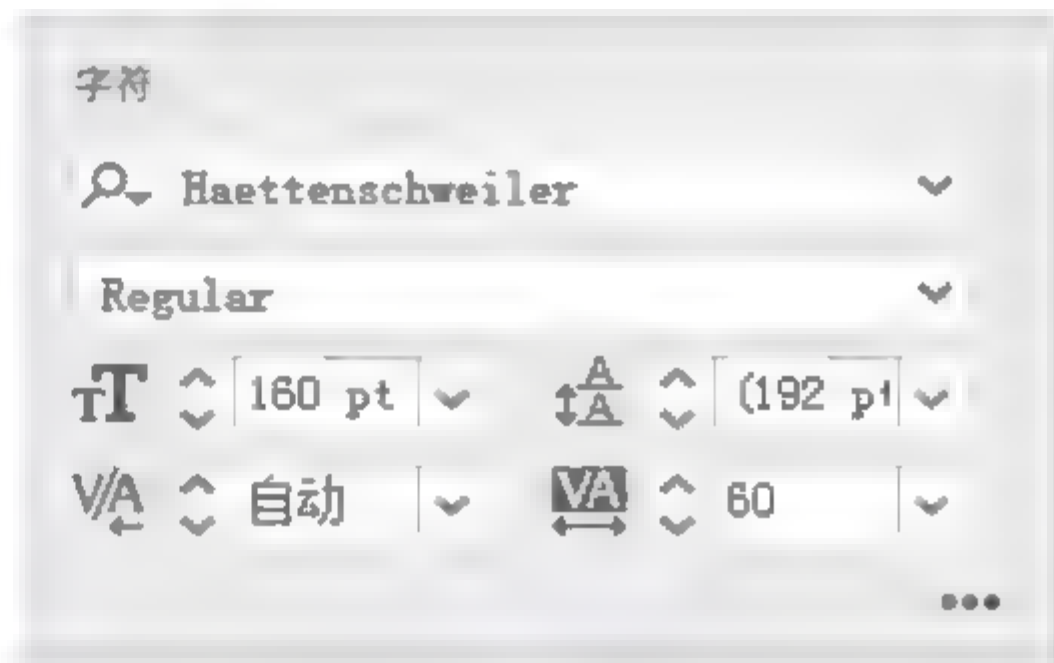 字符
Haettenschweiler
Regular
160 pt (192 pt
自动 60